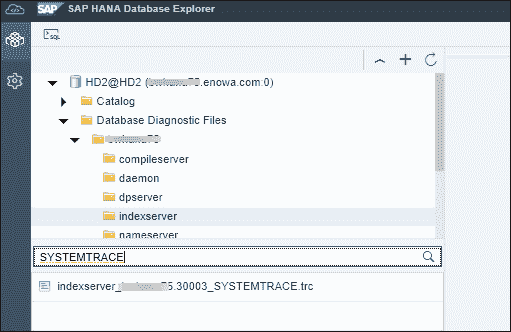 SAP SAP HANA Database Explorer
SQL
HD2@HD2 ( .enowa.com:0)
Catalog
Database Diagnostic Files
compileserver
daemon
dpserver
indexserver
nameserver
SYSTEMTRACE
indexserver_ 5.30003_SYSTEMTRACE.trc